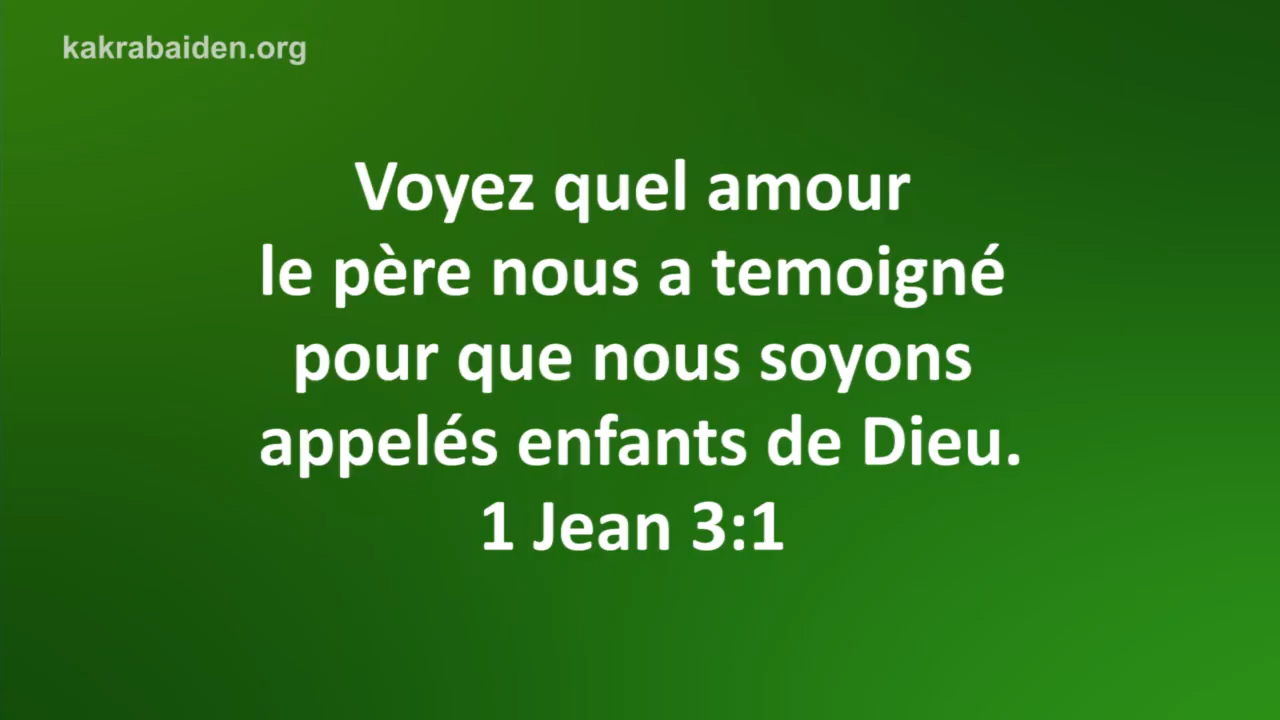 kakrabaiden.org
Voyez quel amour
le père nous a temoigné
pour que nous soyons
appelés enfants de Dieu.
1 Jean 3:1